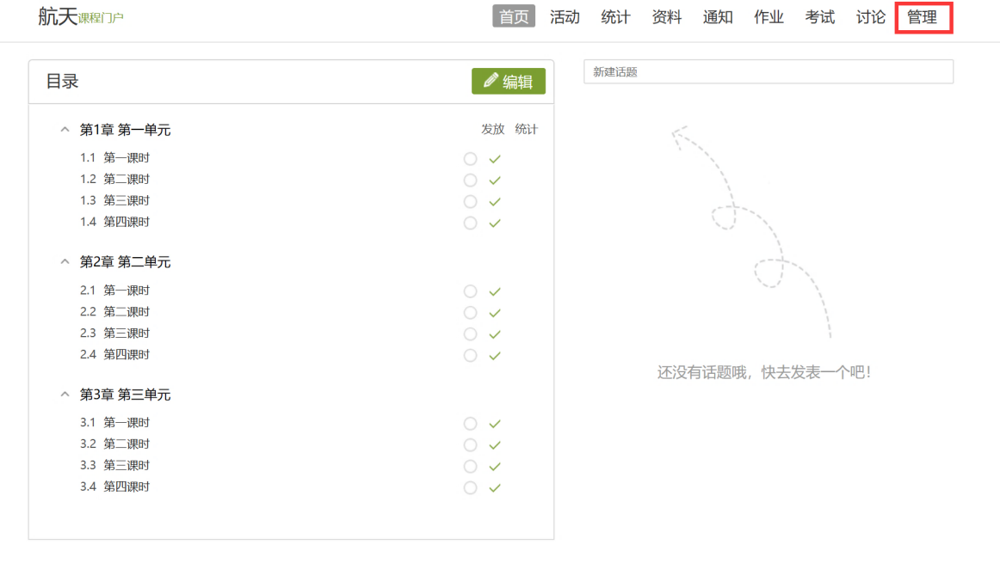 航天课程门户
首页 活动 统计 资料 通知 作业 考试 讨论 管理
目录
编辑
新建话题
第1章 第一单元 发放 统计
1.1 第一课时
1.2 第二课时
1.3 第三课时
1.4 第四课时
第2章 第二单元
2.1 第一课时
2.2 第二课时
2.3 第三课时
2.4 第四课时
还没有话题哦，快去发表一个吧！
第3章 第三单元
3.1 第一课时
3.2 第二课时
3.3 第三课时
3.4 第四课时